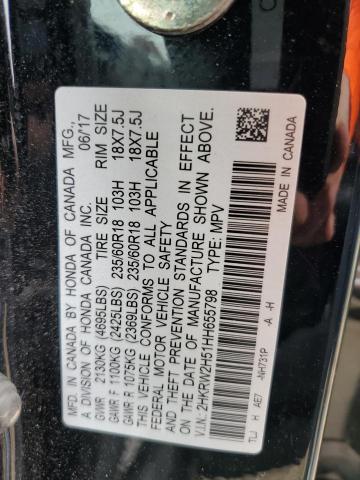 MFD. IN CANADA BY HONDA OF CANADA MFG.,
A DIVISION OF HONDA CANADA INC. 06/17
TIRE SIZE RIM SIZE
GVWR 2130KG (4695LBS)
GAWR F 1100KG (2425LBS) 235/60R18 103H 18X7.5J
GAWR R 1075KG (2369LBS) 235/60R18 103H 18X7.5J
THIS VEHICLE CONFORMS TO ALL APPLICABLE
FEDERAL MOTOR VEHICLE SAFETY
AND THEFT PREVENTION STANDARDS IN EFFECT
ON THE DATE OF MANUFACTURE SHOWN ABOVE.
V.I.N.: 2HKRW2H51HH655798 TYPE: MPV
TLJ H AE7 -NH731P -A -H
MADE IN CANADA